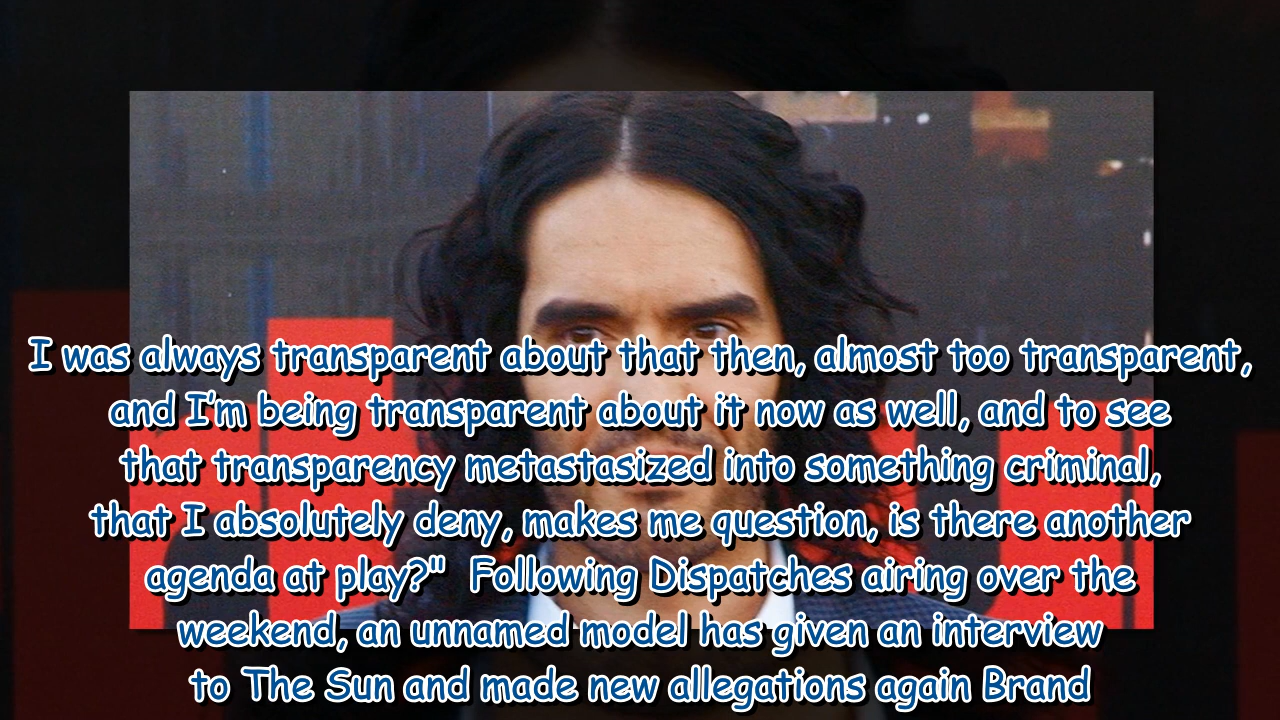 I was always transparent about that then, almost too transparent,
and I’m being transparent about it now as well, and to see
that transparency metastasized into something criminal,
that I absolutely deny, makes me question, is there another
agenda at play?"  Following Dispatches airing over the
weekend, an unnamed model has given an interview
to The Sun and made new allegations again Brand